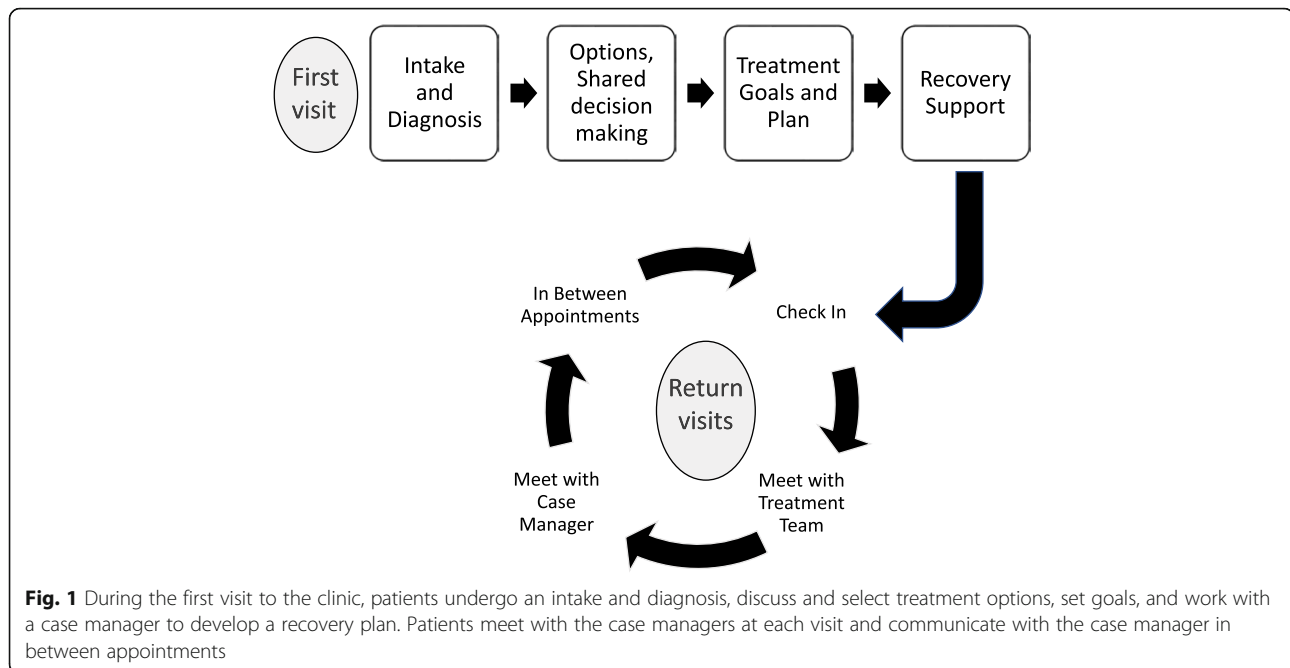 First
visit
Intake
and
Diagnosis
Options,
Shared
decision
making
Treatment
Goals and
Plan
Recovery
Support
In Between
Appointments
Check In
Return
visits
Meet with
Case
Manager
Meet with
Treatment
Team
Fig. 1 During the first visit to the clinic, patients undergo an intake and diagnosis, discuss and select treatment options, set goals, and work with
a case manager to develop a recovery plan. Patients meet with the case managers at each visit and communicate with the case manager in
between appointments